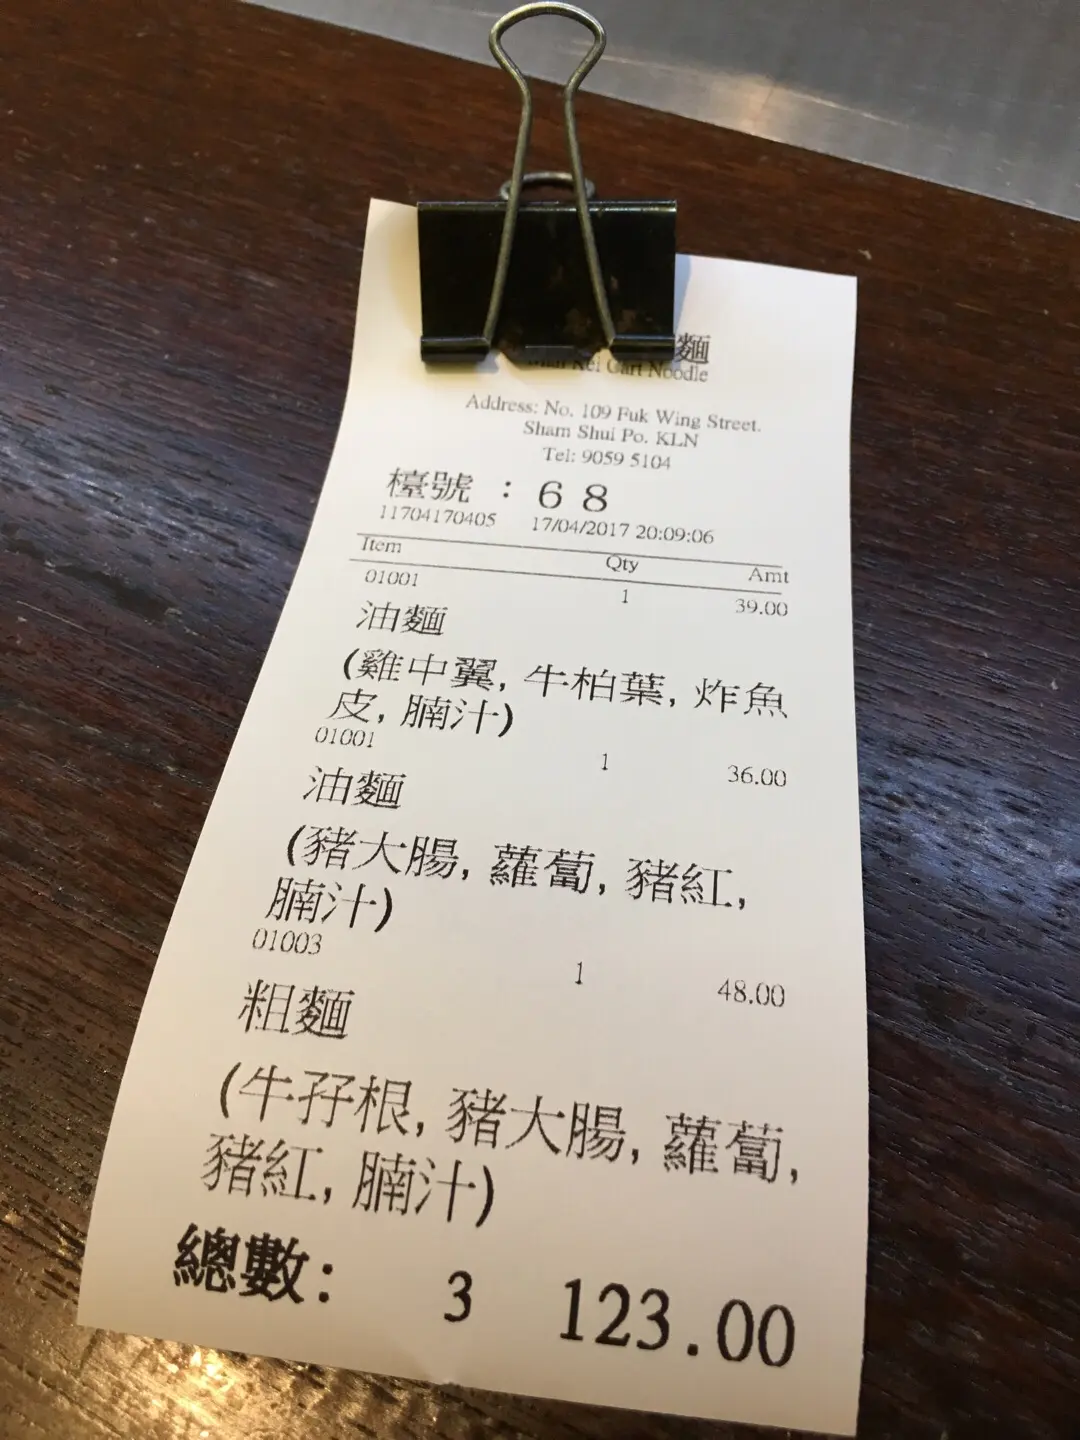 麵
Kei Cart Noodle
Address: No. 109 Fuk Wing Street.
Sham Shui Po. KLN
Tel: 9059 5104
檯號 : 68
11704170405 17/04/2017 20:09:06
Item Qty Amt
01001 1 39.00
油麵
(雞中翼, 牛柏葉, 炸魚
皮, 腩汁)
01001 1 36.00
油麵
(豬大腸, 蘿蔔, 豬紅,
腩汁)
01003 1 48.00
粗麵
(牛孖根, 豬大腸, 蘿蔔,
豬紅, 腩汁)
總數: 3 123.00